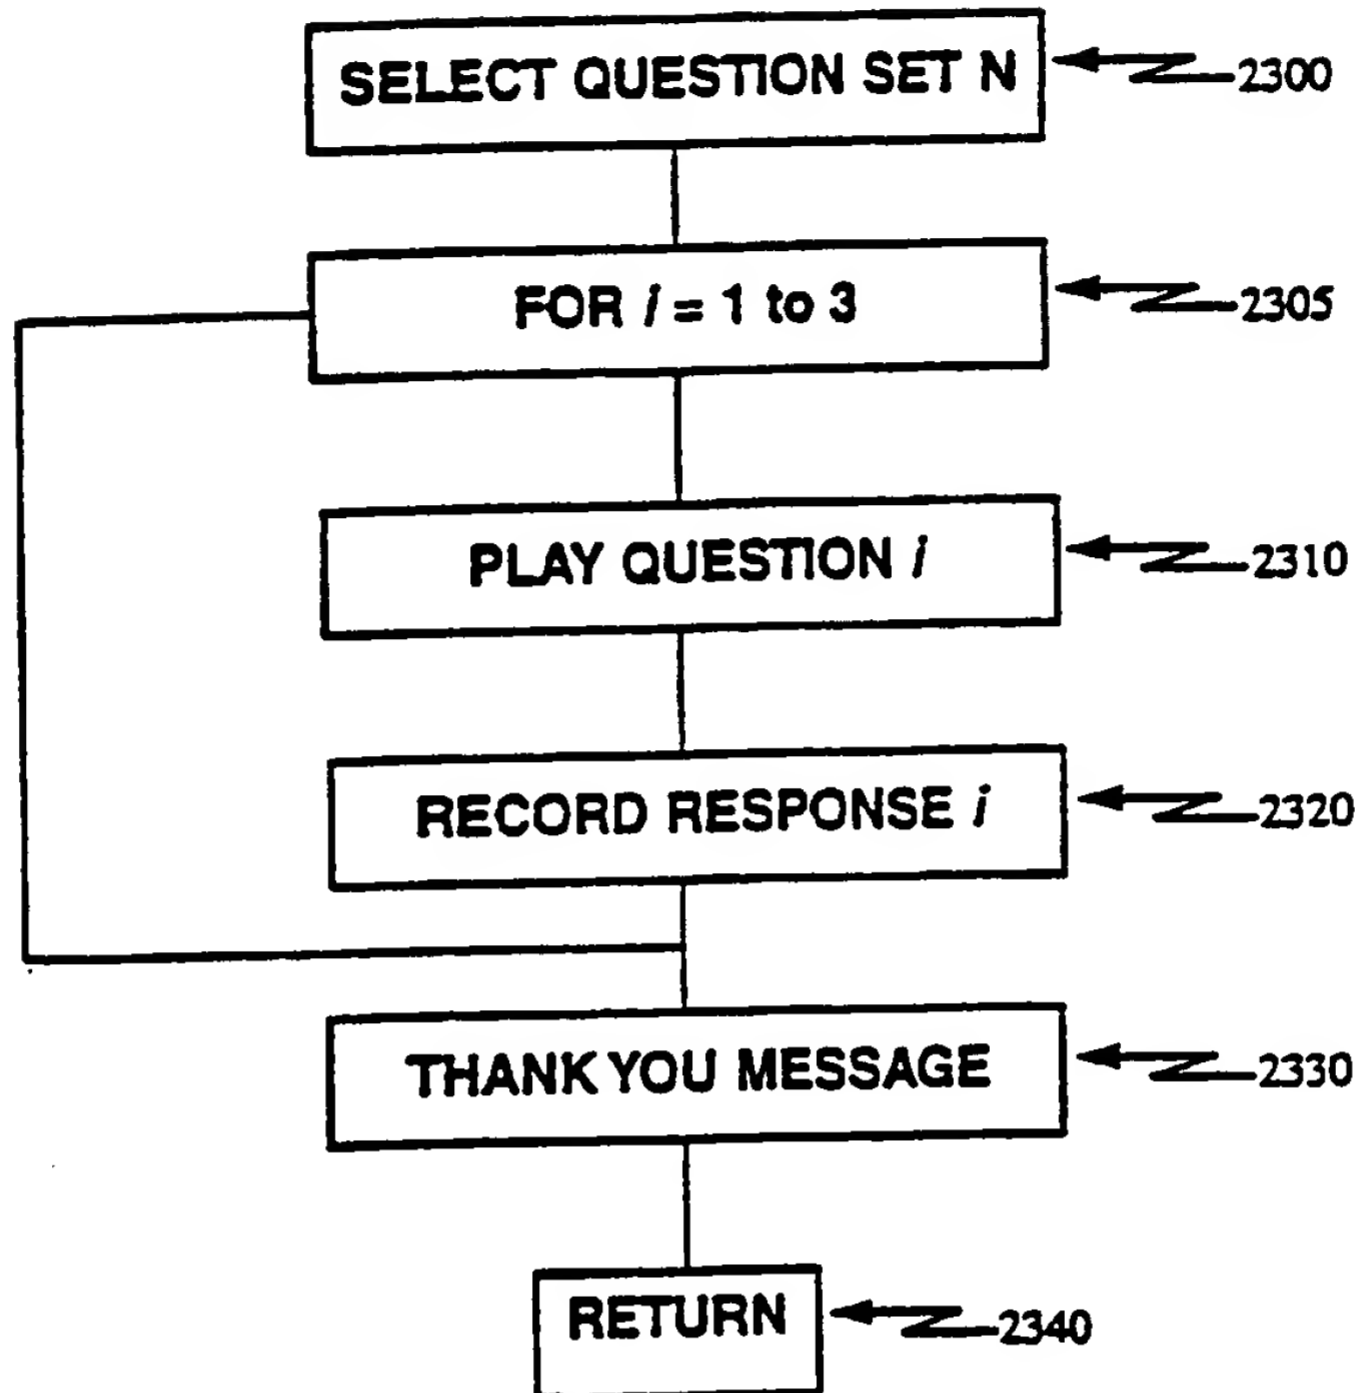 SELECT QUESTION SET N
2300
FOR i = 1 to 3
2305
PLAY QUESTION i
2310
RECORD RESPONSE i
2320
THANK YOU MESSAGE
2330
RETURN
2340